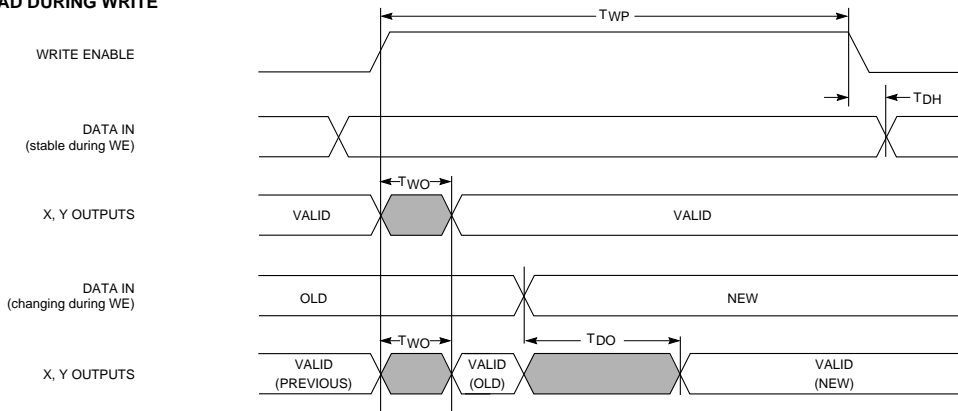 AD DURING WRITE
TWP
WRITE ENABLE
TDH
DATA IN
(stable during WE)
TWO
X, Y OUTPUTS
VALID
VALID
DATA IN
(changing during WE)
OLD
NEW
TWO
TDO
X, Y OUTPUTS
VALID
(PREVIOUS)
VALID
(OLD)
VALID
(NEW)